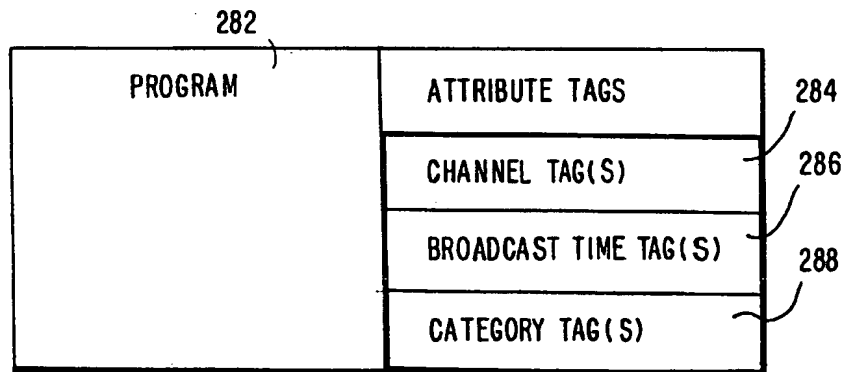 282
PROGRAM
ATTRIBUTE TAGS
284
CHANNEL TAG(S)
286
BROADCAST TIME TAG(S)
288
CATEGORY TAG(S)